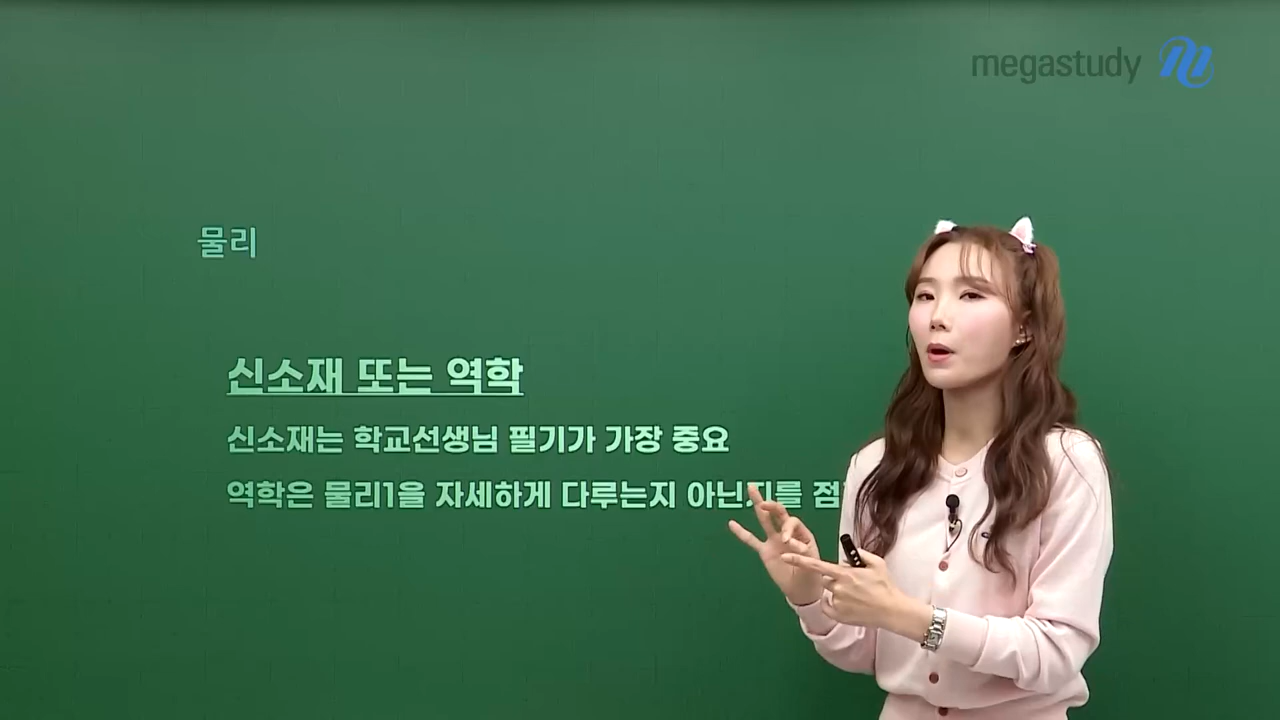 megastudy
물리
신소재 또는 역학
신소재는 학교선생님 필기가 가장 중요
역학은 물리1을 자세하게 다루는지 아닌지를